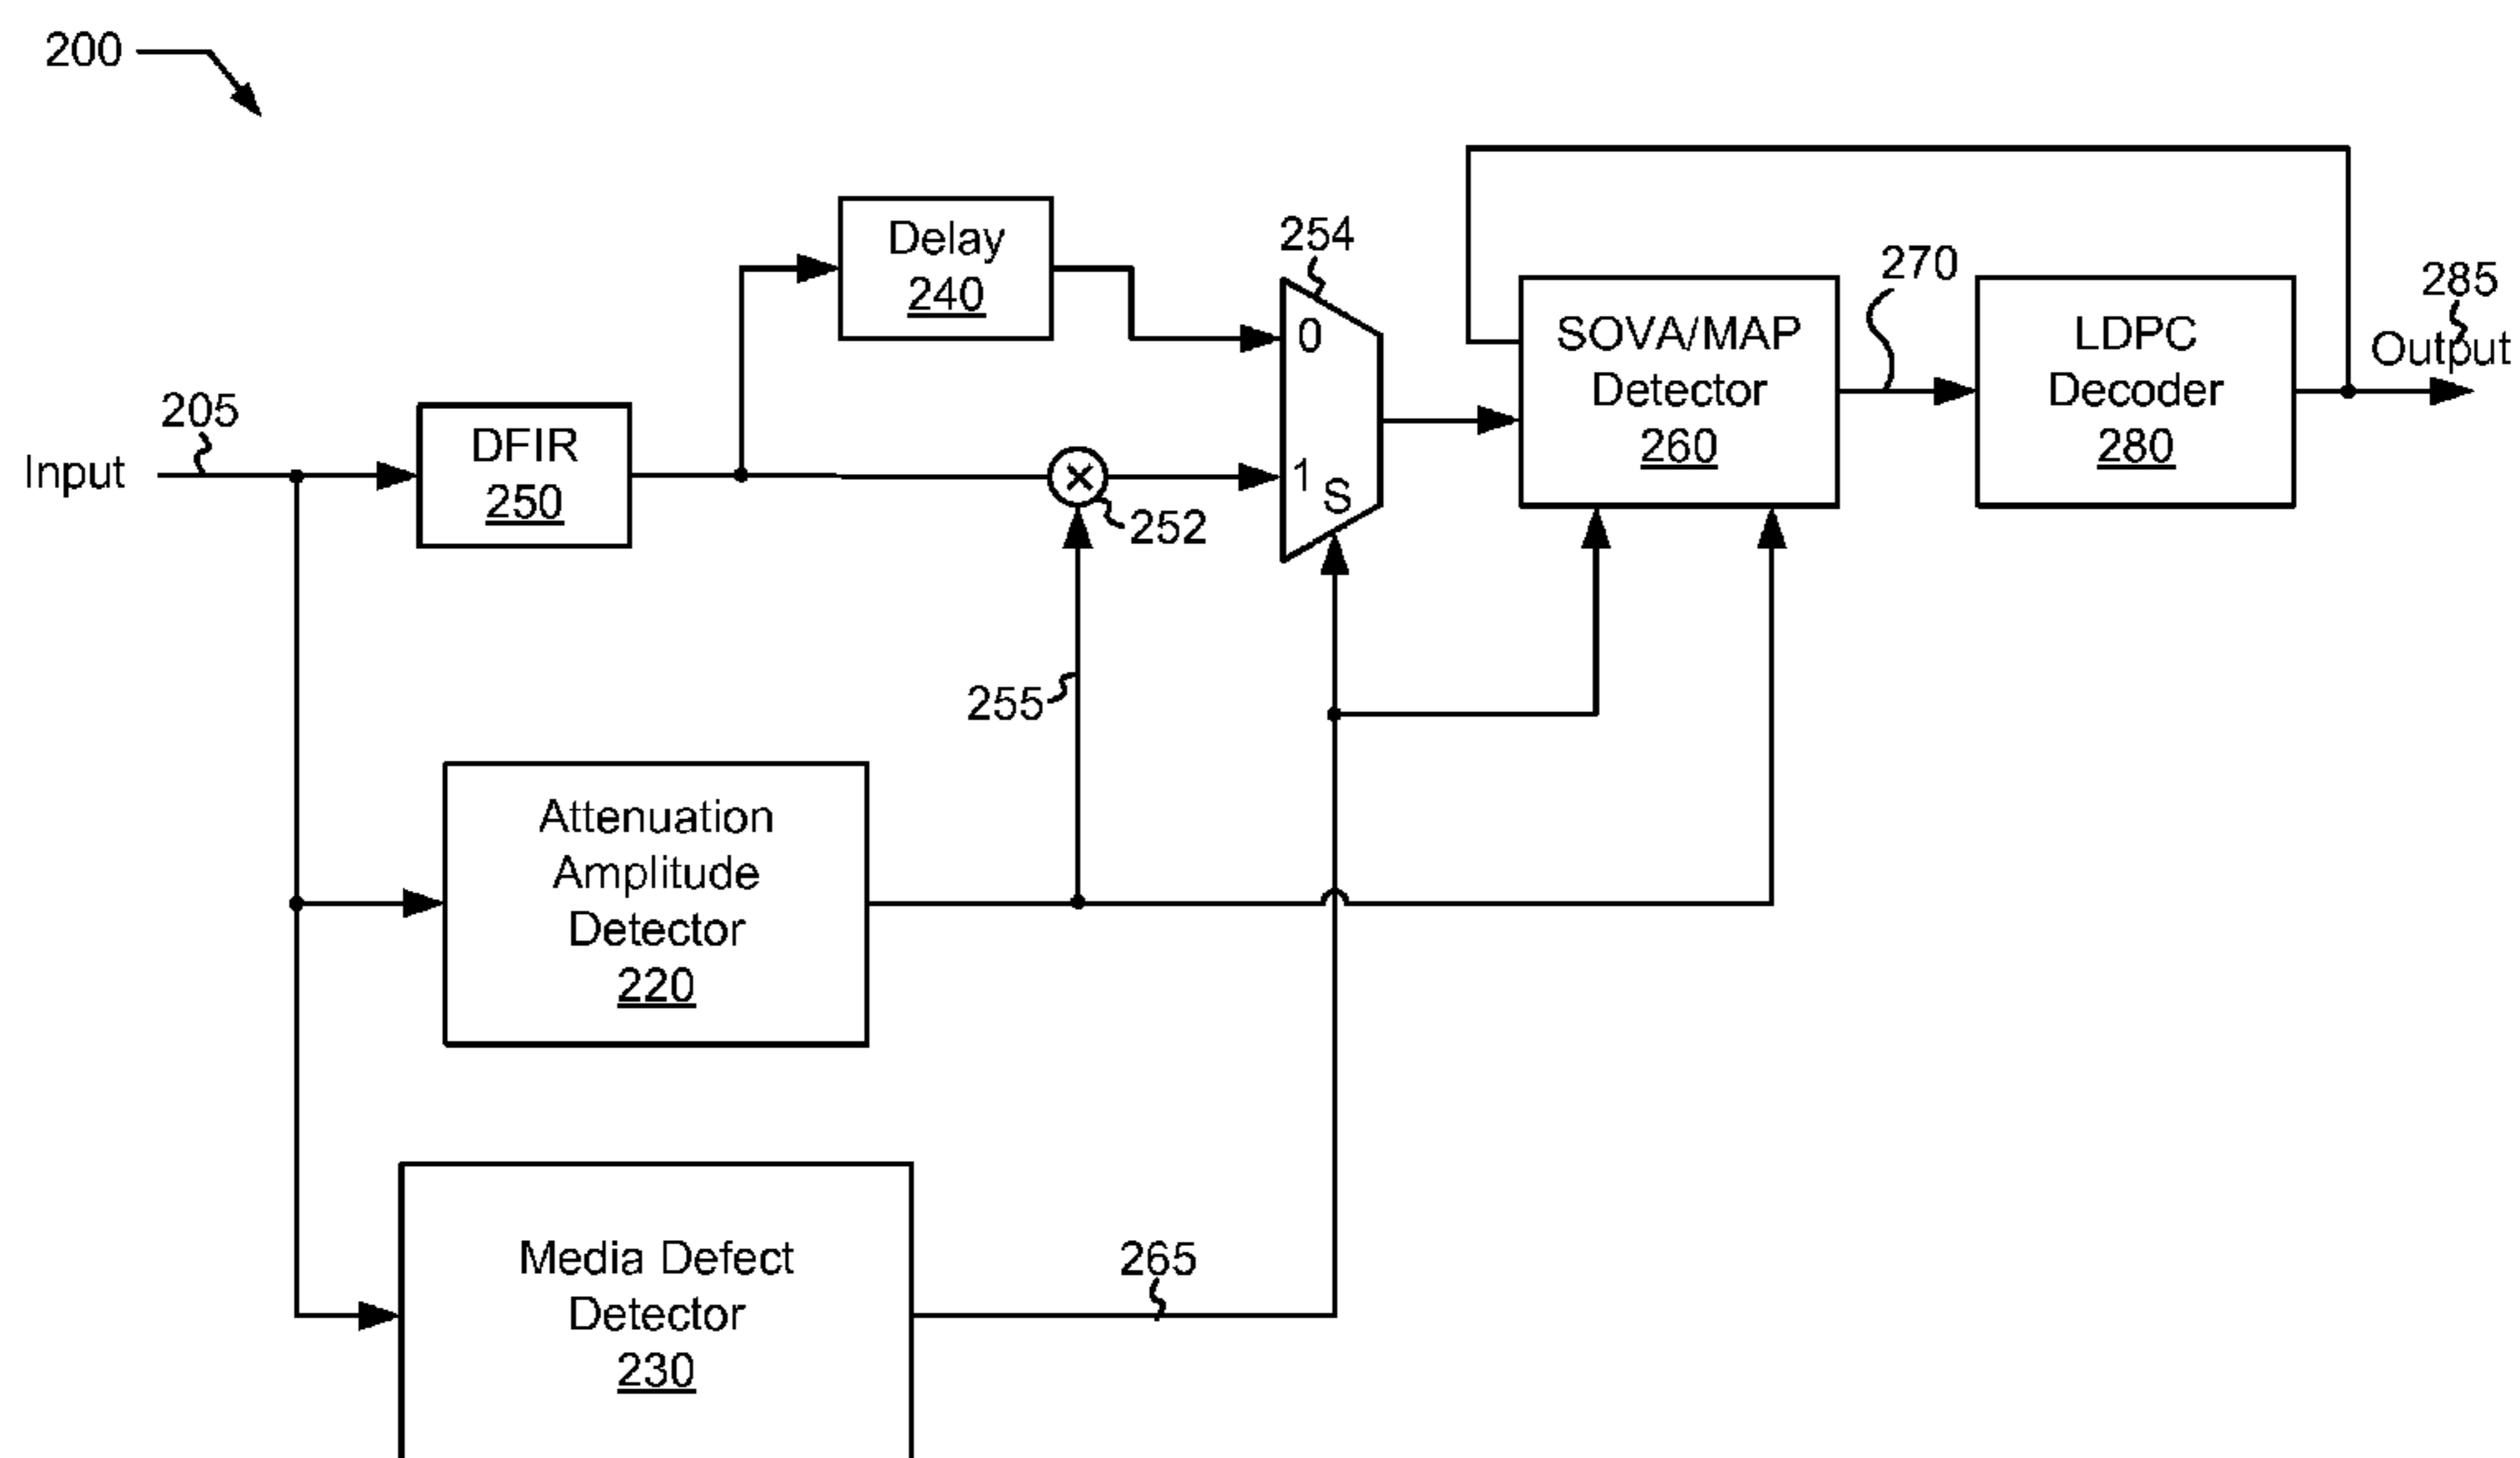 200
Delay
240
254
270
285
Output
SOVA/MAP
Detector
260
LDPC
Decoder
280
0
1
S
205
Input
DFIR
250
252
255
Attenuation
Amplitude
Detector
220
Media Defect
Detector
230
265